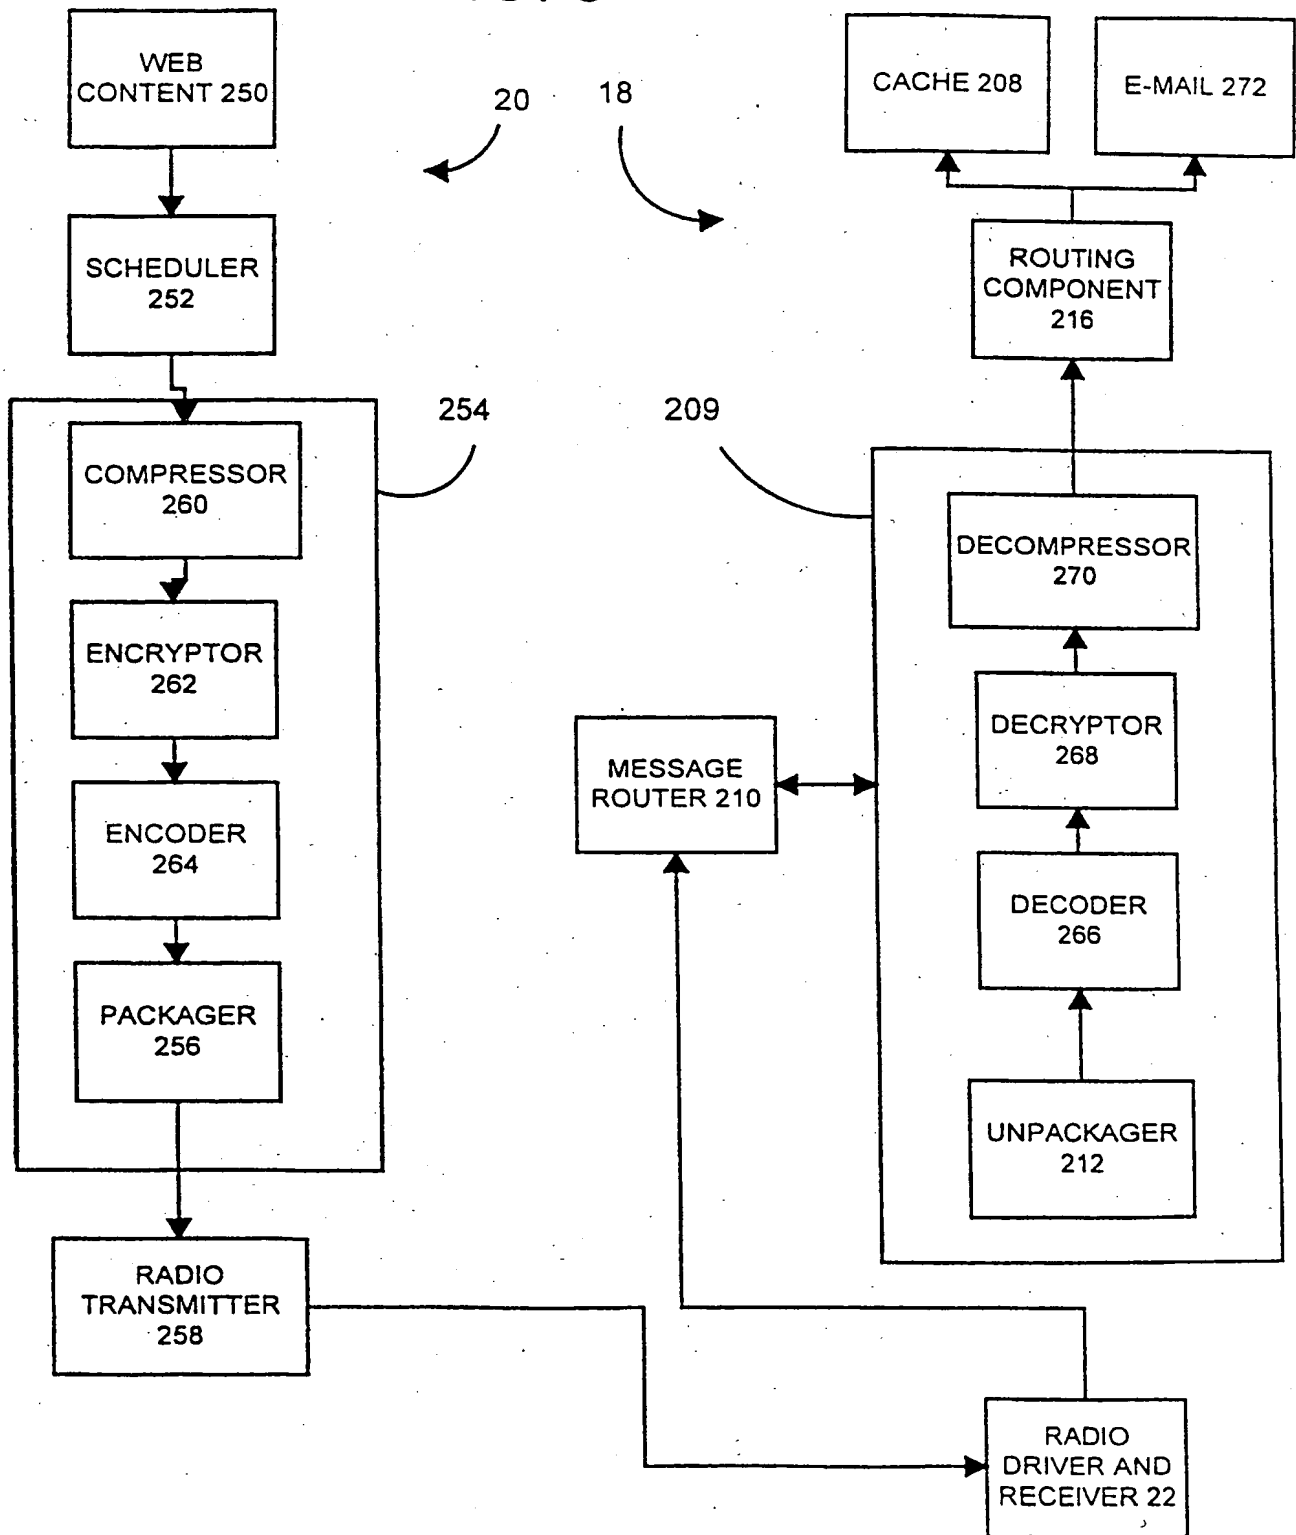 WEB
CONTENT 250
20
18
CACHE 208
E-MAIL 272
SCHEDULER
252
ROUTING
COMPONENT
216
254
209
COMPRESSOR
260
DECOMPRESSOR
270
ENCRYPTOR
262
DECRYPTOR
268
MESSAGE
ROUTER 210
ENCODER
264
DECODER
266
PACKAGER
256
UNPACKAGER
212
RADIO
TRANSMITTER
258
RADIO
DRIVER AND
RECEIVER 22